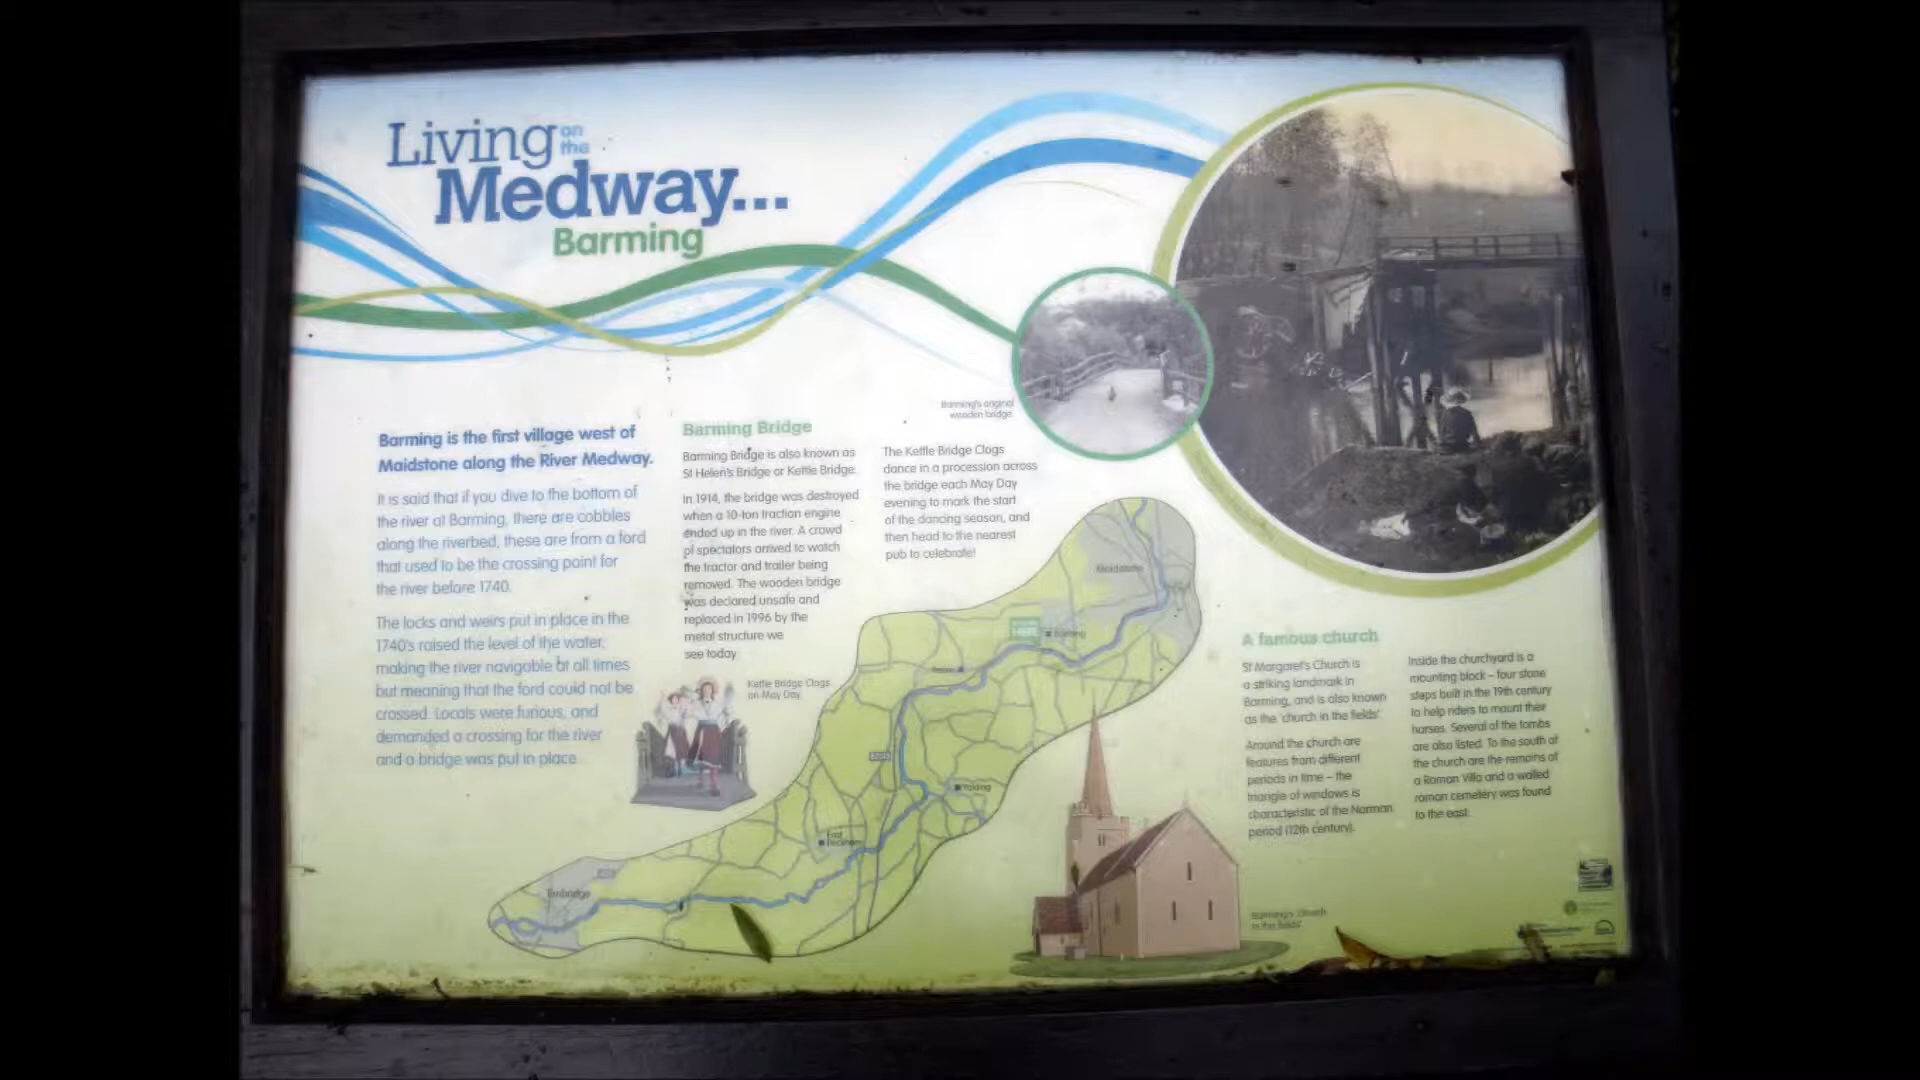 Living on the
Medway...
Barming
Barming's original
wooden bridge
Barming is the first village west of
Maidstone along the River Medway.
It is said that if you dive to the bottom of
the river at Barming, there are cobbles
along the riverbed, these are from a ford
that used to be the crossing point for
the river before 1740.
The locks and weirs put in place in the
1740's raised the level of the water,
making the river navigable at all times
but meaning that the ford could not be
crossed. Locals were furious, and
demanded a crossing for the river
and a bridge was put in place.
Barming Bridge
Barming Bridge is also known as
St Helen's Bridge or Kettle Bridge.
In 1914, the bridge was destroyed
when a 10-ton traction engine
ended up in the river. A crowd
of spectators arrived to watch
the tractor and trailer being
removed. The wooden bridge
was declared unsafe and
replaced in 1996 by the
metal structure we
see today.
The Kettle Bridge Clogs
dance in a procession across
the bridge each May Day
evening to mark the start
of the dancing season, and
then head to the nearest
pub to celebrate!
Kettle Bridge Clogs
on May Day
Maidstone
Barming
Yalding
East
Peckham
Tonbridge
A famous church
St Margaret's Church is
a striking landmark in
Barming, and is also known
as the 'church in the fields'.
Around the church are
features from different
periods in time – the
triangle of windows is
characteristic of the Norman
period (12th century).
Inside the churchyard is a
mounting block – four stone
steps built in the 19th century
to help riders to mount their
horses. Several of the tombs
are also listed. To the south of
the church are the remains of
a Roman Villa and a walled
roman cemetery was found
to the east.
Barming's 'church
in the fields'